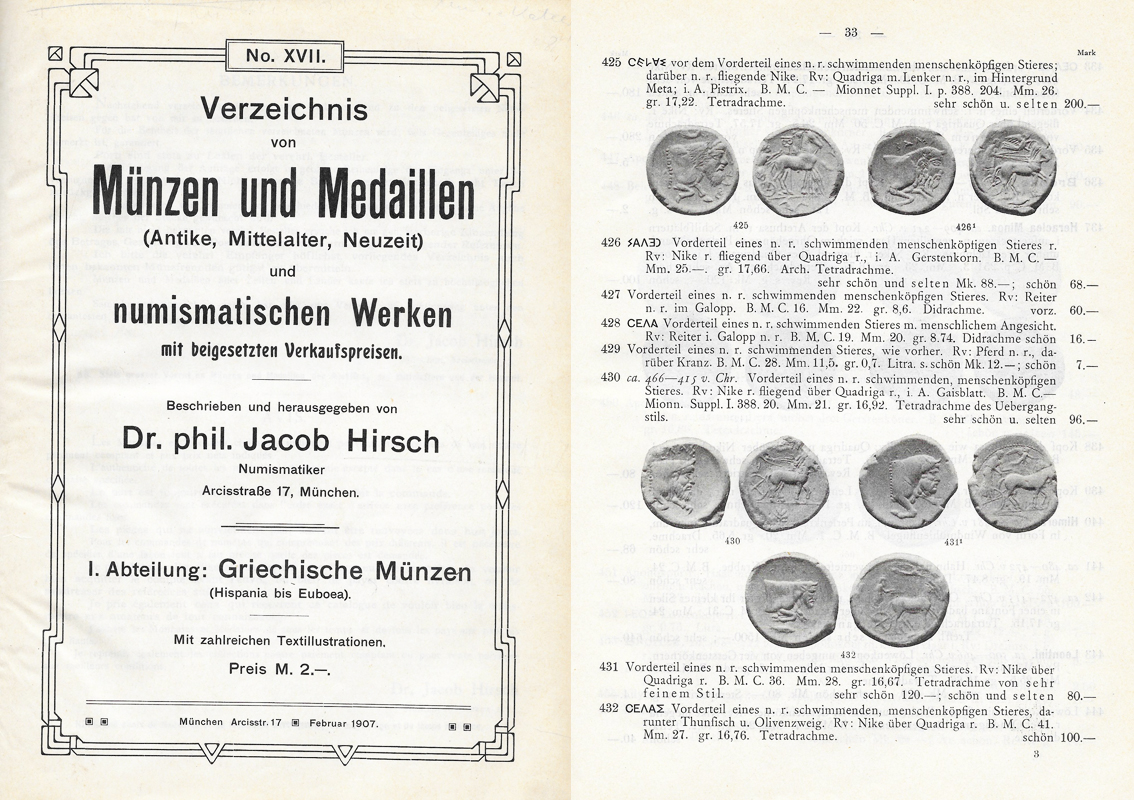 No. XVII.
Verzeichnis
von
Münzen und Medaillen
(Antike, Mittelalter, Neuzeit)
und
numismatischen Werken
mit beigesetzten Verkaufspreisen.
Beschrieben und herausgegeben von
Dr. phil. Jacob Hirsch
Numismatiker
Arcisstraße 17, München.
I. Abteilung: Griechische Münzen
(Hispania bis Euboea).
Mit zahlreichen Textillustrationen.
Preis M. 2.—.
München Arcisstr. 17 Februar 1907.
— 33 —
Mark
425 vor dem Vorderteil eines n. r. schwimmenden menschenköpfigen Stieres;
darüber n. r. fliegende Nike. Rv: Quadriga m. Lenker n. r., im Hintergrund
Meta; i. A. Pistrix. B. M. C. — Mionnet Suppl. I. p. 388. 204. Mm. 26.
gr. 17,22. Tetradrachme. sehr schön u. selten 200.—
425
426¹
426 Vorderteil eines n. r. schwimmenden menschenköpfigen Stieres r.
Rv: Nike r. fliegend über Quadriga r., i. A. Gerstenkorn. B. M. C. —
Mm. 25.—. gr. 17,66. Arch. Tetradrachme.
sehr schön und selten Mk. 88.—; schön 68.—
427 Vorderteil eines n. r. schwimmenden menschenköpfigen Stieres. Rv: Reiter
n. r. im Galopp. B. M. C. 16. Mm. 22. gr. 8,6. Didrachme. vorz. 60.—
428 CΕΛΑ Vorderteil eines n. r. schwimmenden Stieres m. menschlichem Angesicht.
Rv: Reiter i. Galopp n. r. B. M. C. 19. Mm. 20. gr. 8.74. Didrachme schön 16.—
429 Vorderteil eines n. r. schwimmenden Stieres, wie vorher. Rv: Pferd n. r., da-
rüber Kranz. B. M. C. 28. Mm. 11,5. gr. 0,7. Litra. s. schön Mk. 12.—; schön 7.—
430 ca. 466—415 v. Chr. Vorderteil eines n. r. schwimmenden, menschenköpfigen
Stieres. Rv: Nike r. fliegend über Quadriga r., i. A. Gaisblatt. B. M. C.—
Mionn. Suppl. I. 388. 20. Mm. 21. gr. 16,92. Tetradrachme des Uebergang-
stils. sehr schön u. selten 96.—
430
431¹
432
431 Vorderteil eines n. r. schwimmenden menschenköpfigen Stieres. Rv: Nike über
Quadriga r. B. M. C. 36. Mm. 28. gr. 16,67. Tetradrachme von sehr
feinem Stil. sehr schön 120.—; schön und selten 80.—
432 CΕΛΑΣ Vorderteil eines n. r. schwimmenden, menschenköpfigen Stieres, da-
runter Thunfisch u. Olivenzweig. Rv: Nike über Quadriga r. B. M. C. 41.
Mm. 27. gr. 16,76. Tetradrachme. schön 100.—
3